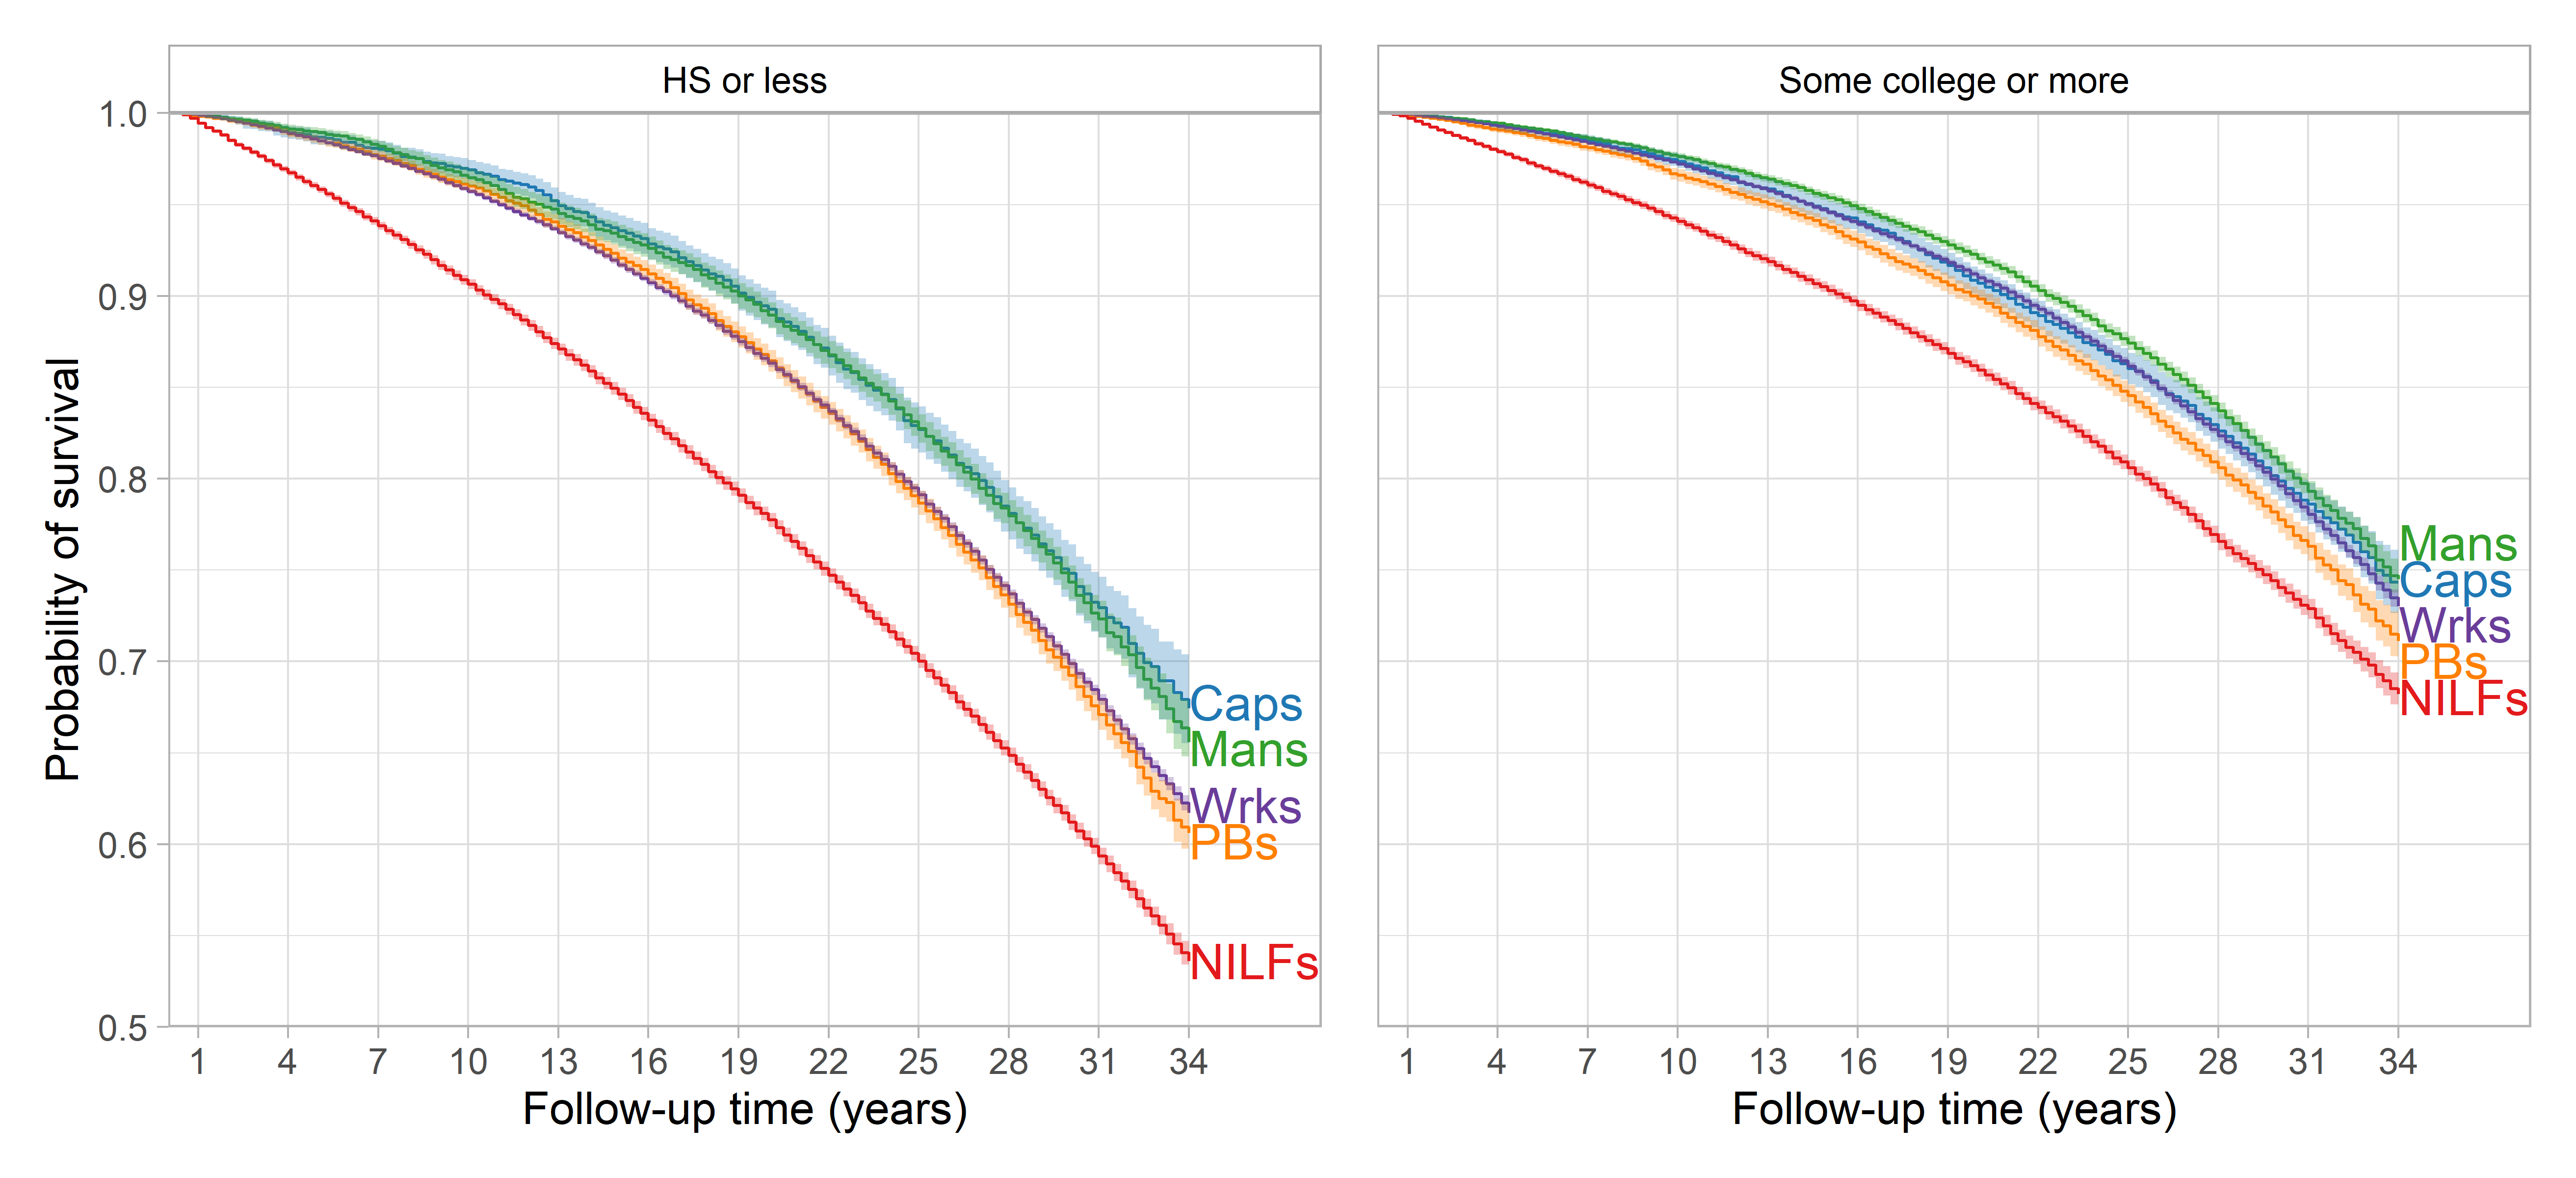 HS or less
Some college or more
Probability of survival
1.0
0.9
0.8
0.7
0.6
0.5
Caps
Mans
Wrks
PBs
NILFs
Mans
Caps
Wrks
PBs
NILFs
1 4 7 10 13 16 19 22 25 28 31 34
1 4 7 10 13 16 19 22 25 28 31 34
Follow-up time (years)
Follow-up time (years)